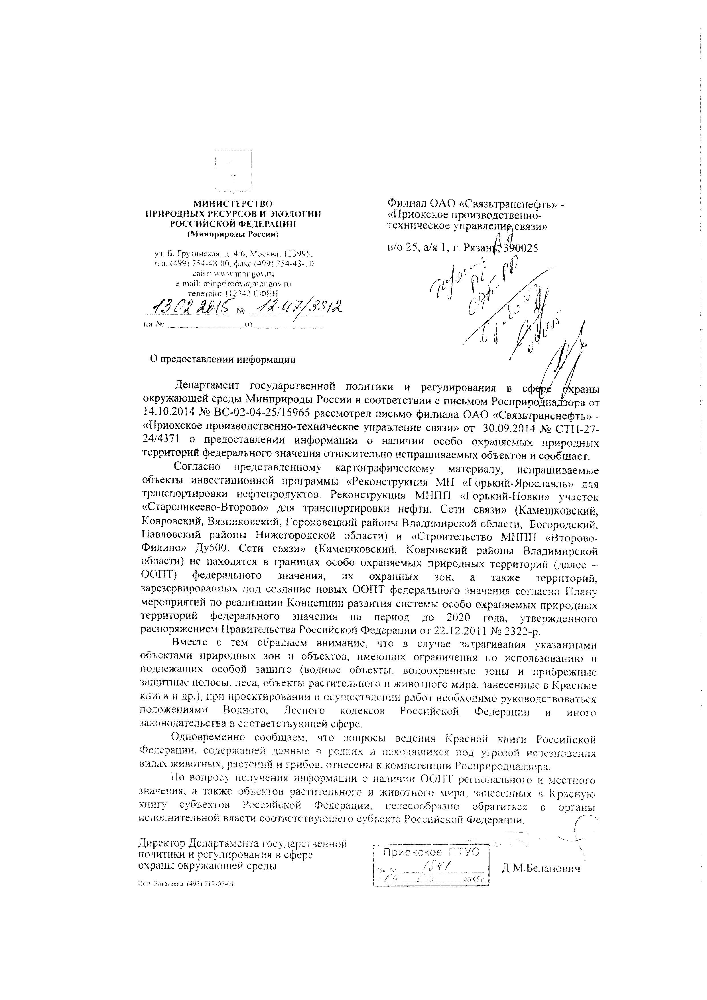 МИНИСТЕРСТВО
ПРИРОДНЫХ РЕСУРСОВ И ЭКОЛОГИИ
РОССИЙСКОЙ ФЕДЕРАЦИИ
(Минприроды России)
ул. Б. Грузинская, д. 4/6, Москва, 123995,
тел. (499) 254-48-00, факс (499) 254-43-10
сайт: www.mnr.gov.ru
e-mail: minprirody@mnr.gov.ru
телетайп 112242 СФЕН
13.02.2015 № 12-47/3312
на № от
Филиал ОАО «Связьтранснефть» -
«Приокское производственно-
техническое управление связи»
п/о 25, а/я 1, г. Рязань, 390025
О предоставлении информации
Департамент государственной политики и регулирования в сфере охраны
окружающей среды Минприроды России в соответствии с письмом Росприроднадзора от
14.10.2014 № ВС-02-04-25/15965 рассмотрел письмо филиала ОАО «Связьтранснефть» -
«Приокское производственно-техническое управление связи» от 30.09.2014 № СТН-27-
24/4371 о предоставлении информации о наличии особо охраняемых природных
территорий федерального значения относительно испрашиваемых объектов и сообщает.
Согласно представленному картографическому материалу, испрашиваемые
объекты инвестиционной программы «Реконструкция МН «Горький-Ярославль» для
транспортировки нефтепродуктов. Реконструкция МНПП «Горький-Новки» участок
«Староликеево-Второво» для транспортировки нефти. Сети связи» (Камешковский,
Ковровский, Вязниковский, Гороховецкий районы Владимирской области, Богородский,
Павловский районы Нижегородской области) и «Строительство МНПП «Второво-
Филино» Ду500. Сети связи» (Камешковский, Ковровский районы Владимирской
области) не находятся в границах особо охраняемых природных территорий (далее –
ООПТ) федерального значения, их охранных зон, а также территорий,
зарезервированных под создание новых ООПТ федерального значения согласно Плану
мероприятий по реализации Концепции развития системы особо охраняемых природных
территорий федерального значения на период до 2020 года, утвержденного
распоряжением Правительства Российской Федерации от 22.12.2011 № 2322-р.
Вместе с тем обращаем внимание, что в случае затрагивания указанными
объектами природных зон и объектов, имеющих ограничения по использованию и
подлежащих особой защите (водные объекты, водоохранные зоны и прибрежные
защитные полосы, леса, объекты растительного и животного мира, занесенные в Красные
книги и др.), при проектировании и осуществлении работ необходимо руководствоваться
положениями Водного, Лесного кодексов Российской Федерации и иного
законодательства в соответствующей сфере.
Одновременно сообщаем, что вопросы ведения Красной книги Российской
Федерации, содержащей данные о редких и находящихся под угрозой исчезновения
видах животных, растений и грибов, отнесены к компетенции Росприроднадзора.
По вопросу получения информации о наличии ООПТ регионального и местного
значения, а также объектов растительного и животного мира, занесенных в Красную
книгу субъектов Российской Федерации, целесообразно обратиться в органы
исполнительной власти соответствующего субъекта Российской Федерации.
Директор Департамента государственной
политики и регулирования в сфере
охраны окружающей среды
Приокское ПТУС
Вх. №
2015 г.
Д.М.Беланович
Исп. (495) 719-07-01